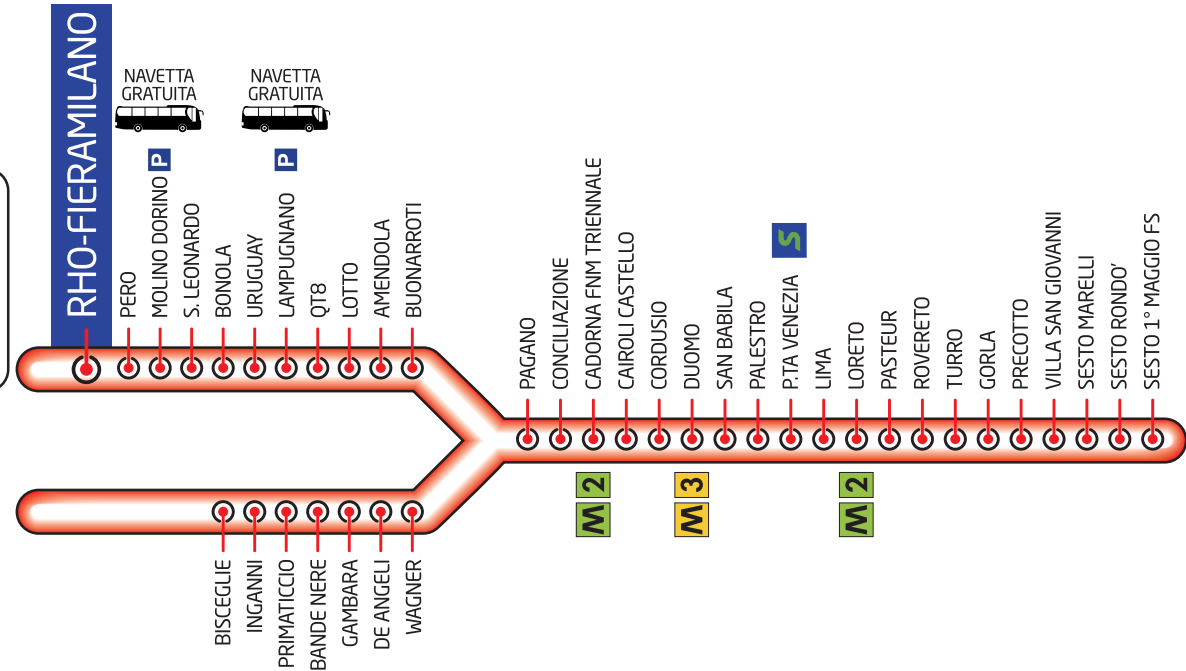 RHO-FIERAMILANO
NAVETTA
GRATUITA
NAVETTA
GRATUITA
PERO
MOLINO DORINO P
S. LEONARDO
BONOLA
URUGUAY
LAMPUGNANO P
QT8
LOTTO
AMENDOLA
BUONARROTI
BISCEGLIE
INGANNI
PRIMATICCIO
BANDE NERE
GAMBARA
DE ANGELI
WAGNER
PAGANO
CONCILIAZIONE
CADORNA FNM TRIENNALE
M 2
CAIROLI CASTELLO
CORDUSIO
DUOMO
M 3
SAN BABILA
PALESTRO
P.TA VENEZIA S
LIMA
LORETO
M 2
PASTEUR
ROVERETO
TURRO
GORLA
PRECOTTO
VILLA SAN GIOVANNI
SESTO MARELLI
SESTO RONDO'
SESTO 1° MAGGIO FS